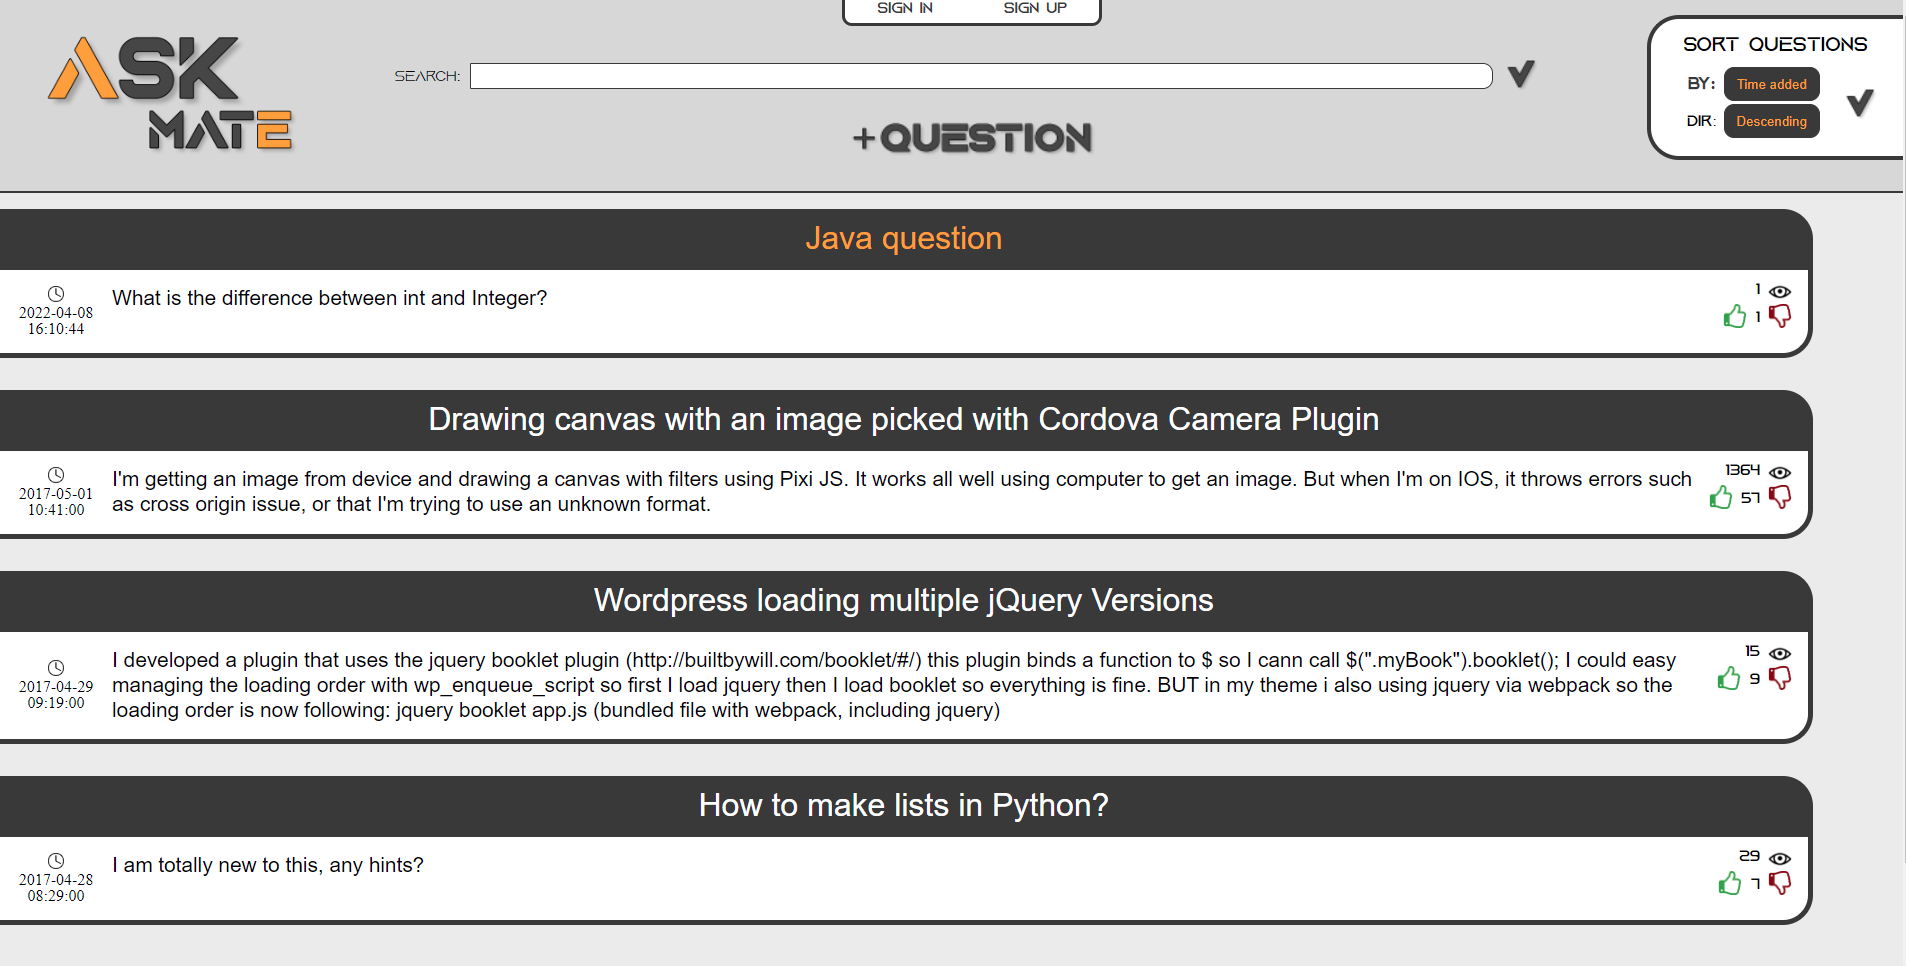 SIGN IN SIGN UP
ASK
MATE
SEARCH:
+QUESTION
SORT QUESTIONS
BY: Time added
DIR: Descending
Java question
What is the difference between int and Integer?
2022-04-08
16:10:44
1
1
Drawing canvas with an image picked with Cordova Camera Plugin
I'm getting an image from device and drawing a canvas with filters using Pixi JS. It works all well using computer to get an image. But when I'm on IOS, it throws errors such
as cross origin issue, or that I'm trying to use an unknown format.
2017-05-01
10:41:00
1364
57
Wordpress loading multiple jQuery Versions
I developed a plugin that uses the jquery booklet plugin (http://builtbywill.com/booklet/#/) this plugin binds a function to $ so I cann call $(".myBook").booklet(); I could easy
managing the loading order with wp_enqueue_script so first I load jquery then I load booklet so everything is fine. BUT in my theme i also using jquery via webpack so the
loading order is now following: jquery booklet app.js (bundled file with webpack, including jquery)
2017-04-29
09:19:00
15
9
How to make lists in Python?
I am totally new to this, any hints?
2017-04-28
08:29:00
29
7